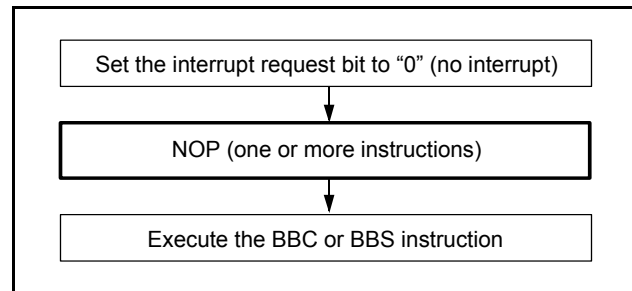 Set the interrupt request bit to “0” (no interrupt)
NOP (one or more instructions)
Execute the BBC or BBS instruction